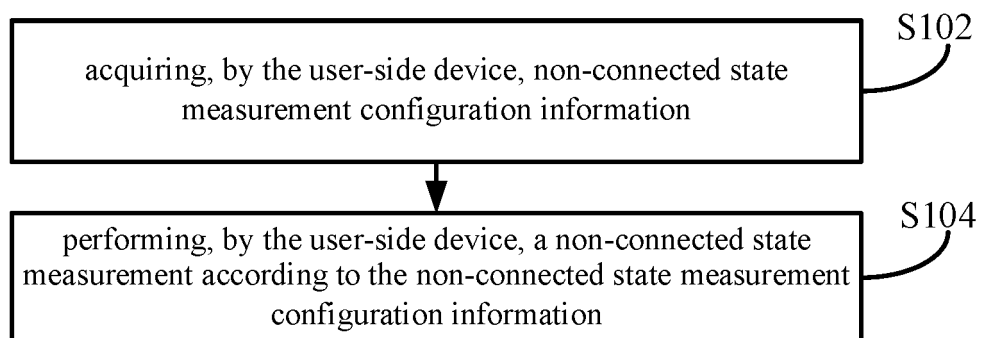 S102
acquiring, by the user-side device, non-connected state
measurement configuration information
S104
performing, by the user-side device, a non-connected state
measurement according to the non-connected state measurement
configuration information